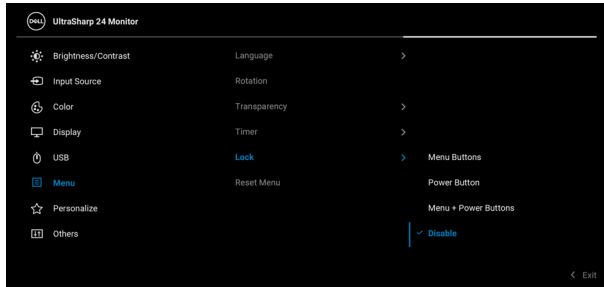 DELL UltraSharp 24 Monitor
Brightness/Contrast Language
Input Source Rotation
Color Transparency
Display Timer
USB Lock Menu Buttons
Menu Reset Menu Power Button
Personalize Menu + Power Buttons
Others Disable
Exit